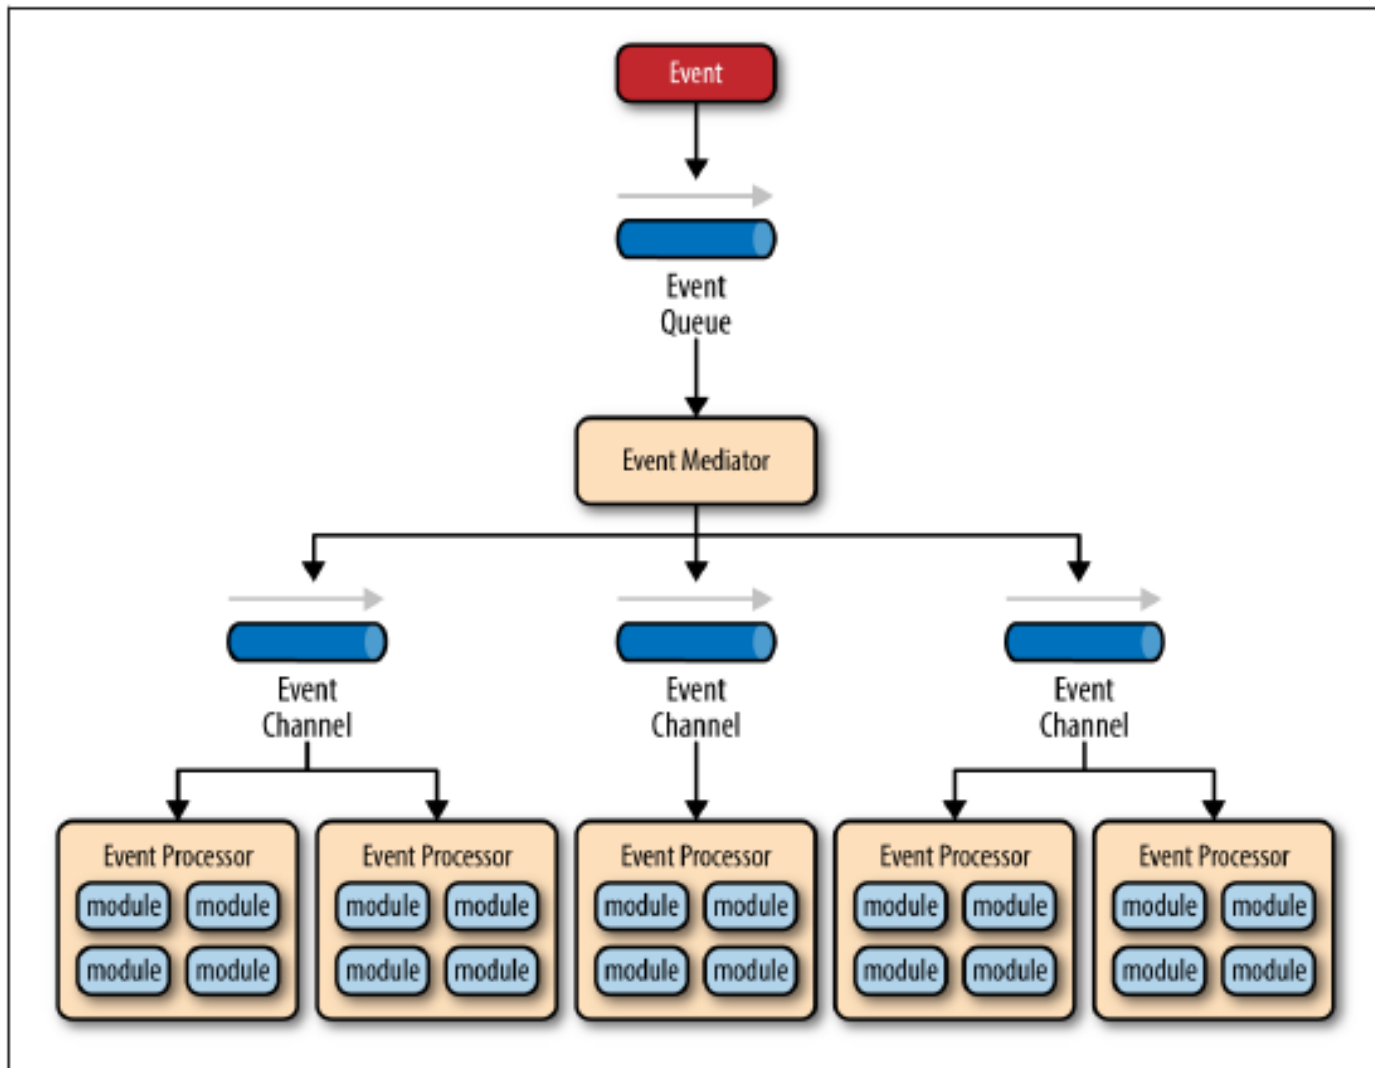 Event
Event
Queue
Event Mediator
Event
Channel
Event
Channel
Event
Channel
Event Processor
module module
module module
Event Processor
module module
module module
Event Processor
module module
module module
Event Processor
module module
module module
Event Processor
module module
module module